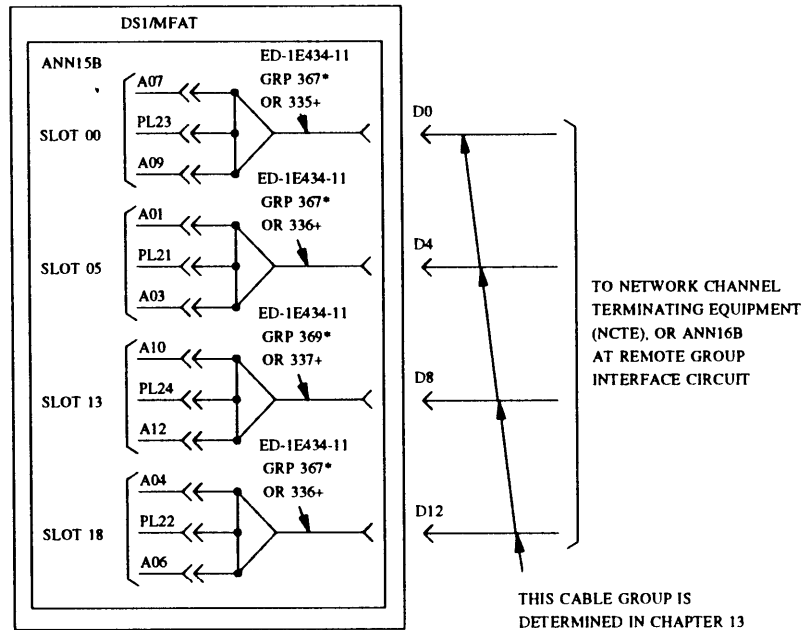 DS1/MFAT
ANN15B
ED-1E434-11
GRP 367*
OR 335+
A07
PL23
A09
SLOT 00
D0
ED-1E434-11
GRP 367*
OR 336+
A01
PL21
A03
SLOT 05
D4
ED-1E434-11
GRP 369*
OR 337+
A10
PL24
A12
SLOT 13
D8
ED-1E434-11
GRP 367*
OR 336+
A04
PL22
A06
SLOT 18
D12
TO NETWORK CHANNEL
TERMINATING EQUIPMENT
(NCTE), OR ANN16B
AT REMOTE GROUP
INTERFACE CIRCUIT
THIS CABLE GROUP IS
DETERMINED IN CHAPTER 13